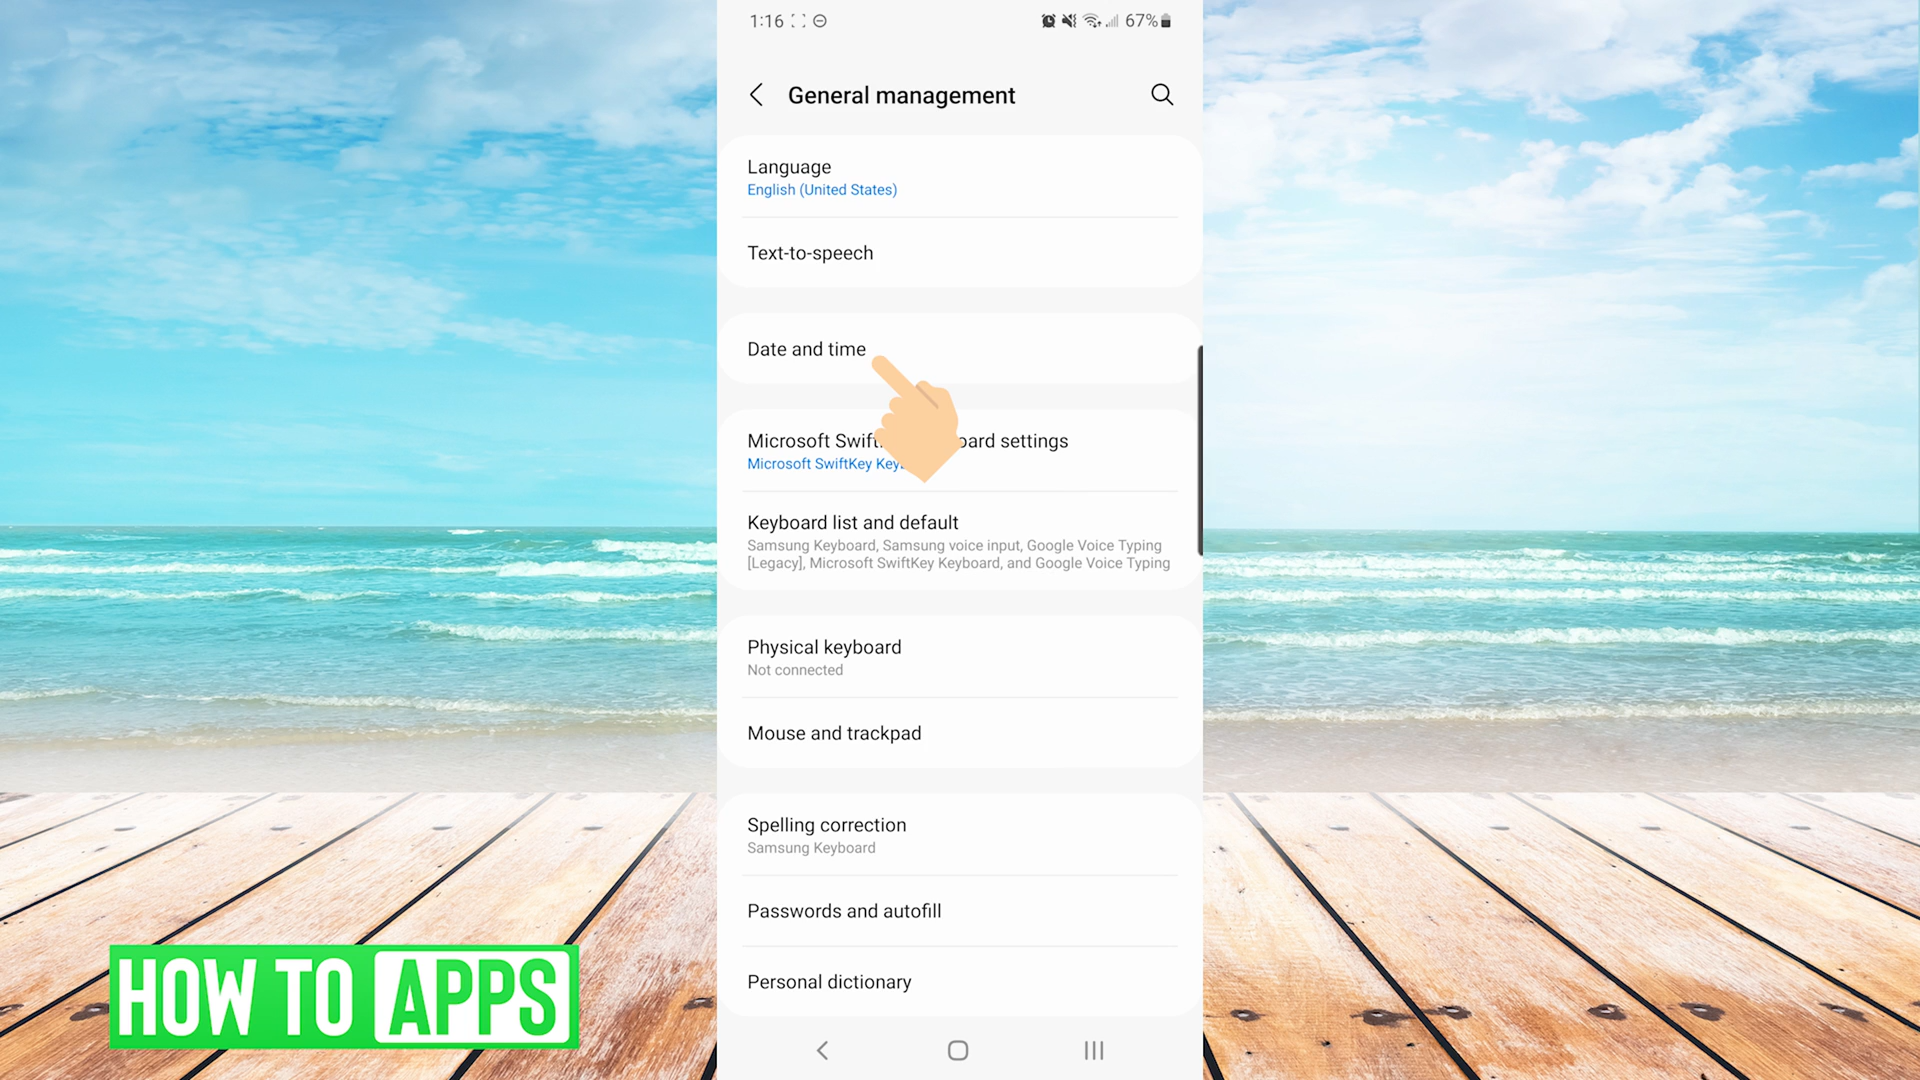 1:16 67%
General management
Language
English (United States)
Text-to-speech
Date and time
Microsoft Swift oard settings
Microsoft SwiftKey Key
Keyboard list and default
Samsung Keyboard, Samsung voice input, Google Voice Typing
[Legacy], Microsoft SwiftKey Keyboard, and Google Voice Typing
Physical keyboard
Not connected
Mouse and trackpad
Spelling correction
Samsung Keyboard
Passwords and autofill
Personal dictionary
HOW TO APPS